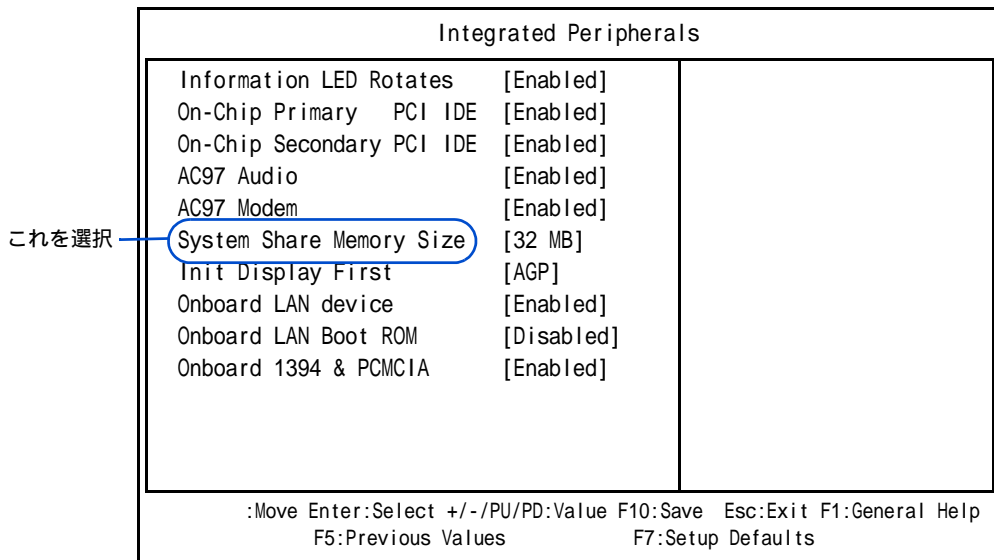 Integrated Peripherals
Information LED Rotates [Enabled]
On-Chip Primary PCI IDE [Enabled]
On-Chip Secondary PCI IDE [Enabled]
AC97 Audio [Enabled]
AC97 Modem [Enabled]
これを選択 System Share Memory Size [32 MB]
Init Display First [AGP]
Onboard LAN device [Enabled]
Onboard LAN Boot ROM [Disabled]
Onboard 1394 & PCMCIA [Enabled]
:Move Enter:Select +/-/PU/PD:Value F10:Save Esc:Exit F1:General Help
F5:Previous Values F7:Setup Defaults